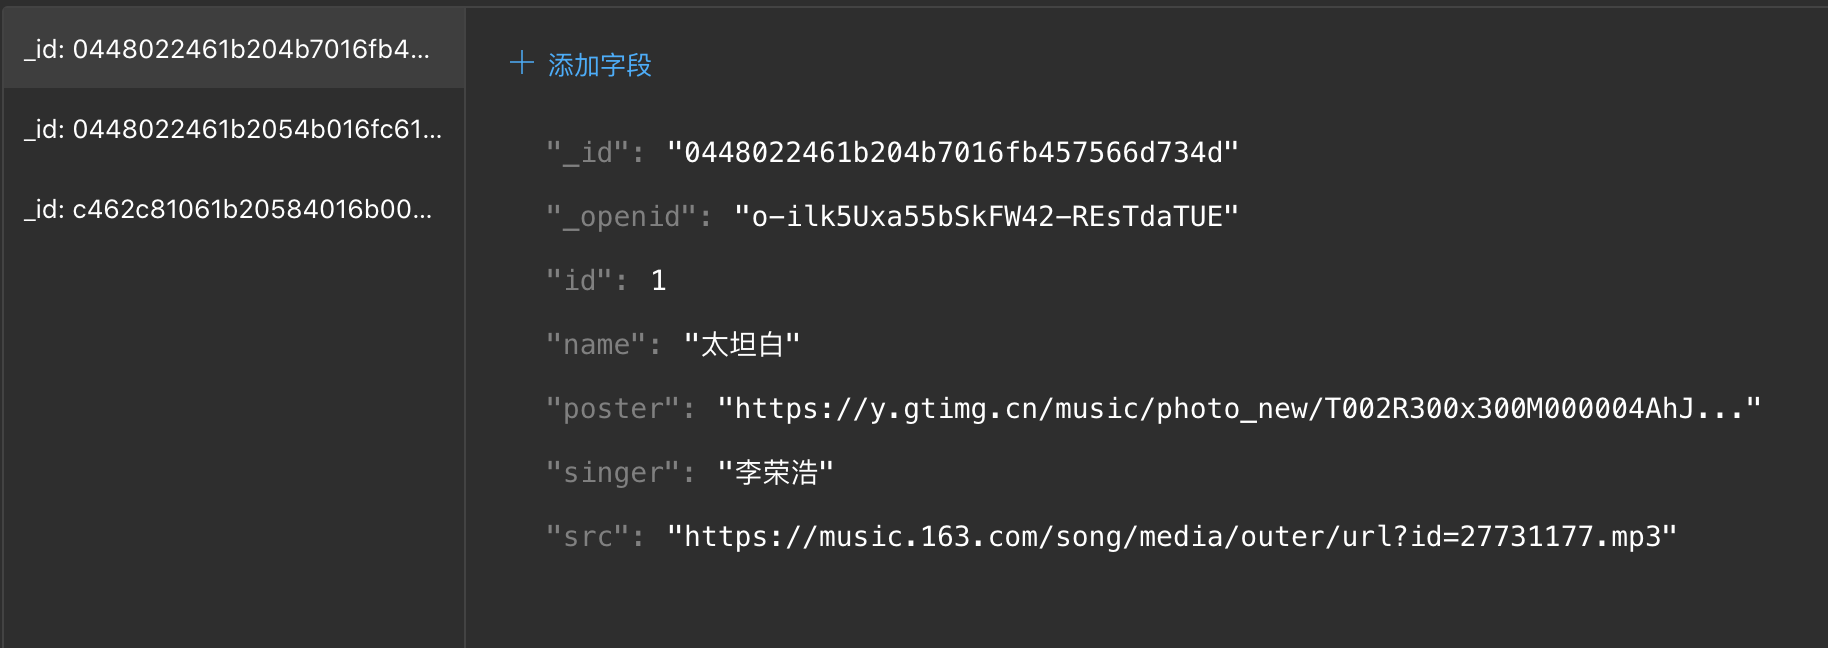 _id: 0448022461b204b7016fb4...
_id: 0448022461b2054b016fc61...
_id: c462c81061b20584016b00...
+ 添加字段
"_id": "0448022461b204b7016fb457566d734d"
"_openid": "o-ilk5Uxa55bSkFW42-REsTdaTUE"
"id": 1
"name": "太坦白"
"poster": "https://y.gtimg.cn/music/photo_new/T002R300x300M000004AhJ..."
"singer": "李荣浩"
"src": "https://music.163.com/song/media/outer/url?id=27731177.mp3"